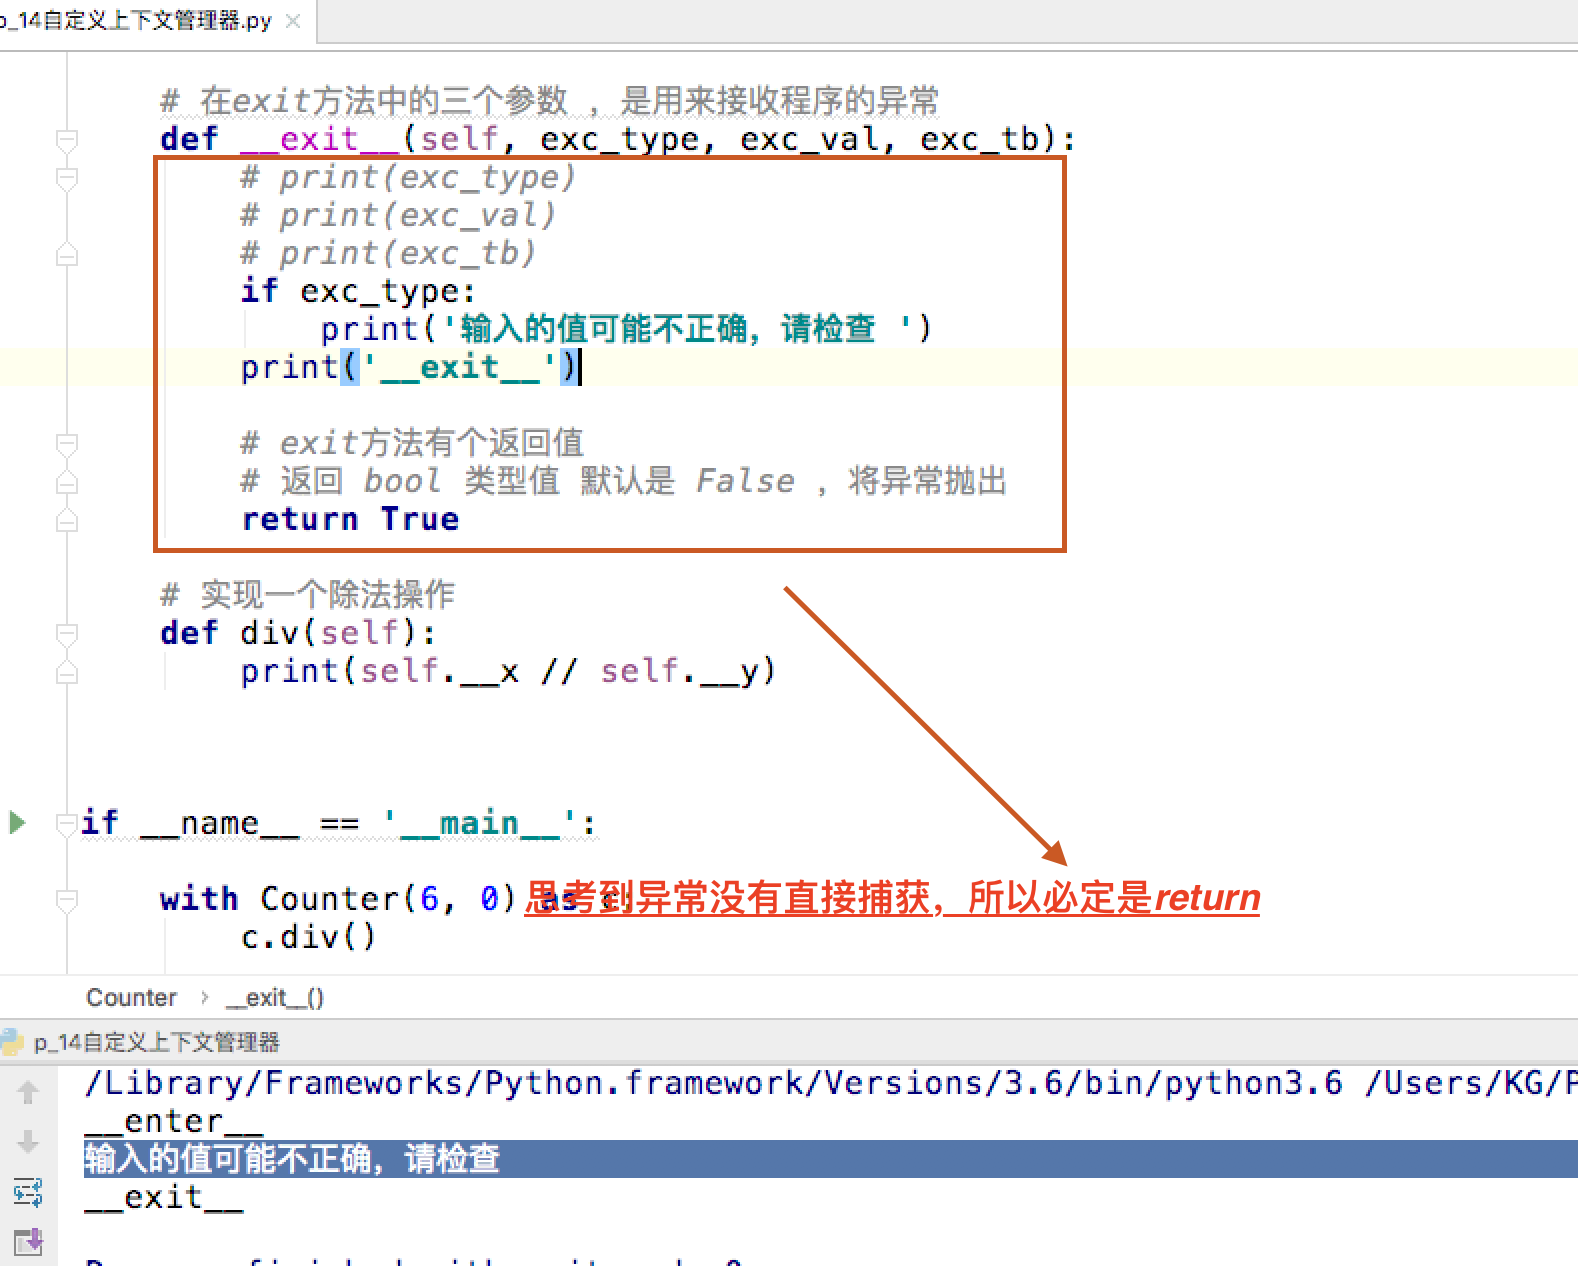 p_14自定义上下文管理器.py
# 在exit方法中的三个参数 ，是用来接收程序的异常
def __exit__(self, exc_type, exc_val, exc_tb):
# print(exc_type)
# print(exc_val)
# print(exc_tb)
if exc_type:
print('输入的值可能不正确，请检查 ')
print('__exit__')
# exit方法有个返回值
# 返回 bool 类型值 默认是 False ，将异常抛出
return True
# 实现一个除法操作
def div(self):
print(self.__x // self.__y)
if __name__ == '__main__':
with Counter(6, 0) as c:
思考到异常没有直接捕获，所以必定是return
c.div()
Counter › __exit__()
p_14自定义上下文管理器
/Library/Frameworks/Python.framework/Versions/3.6/bin/python3.6 /Users/KG/P
__enter__
输入的值可能不正确，请检查
__exit__